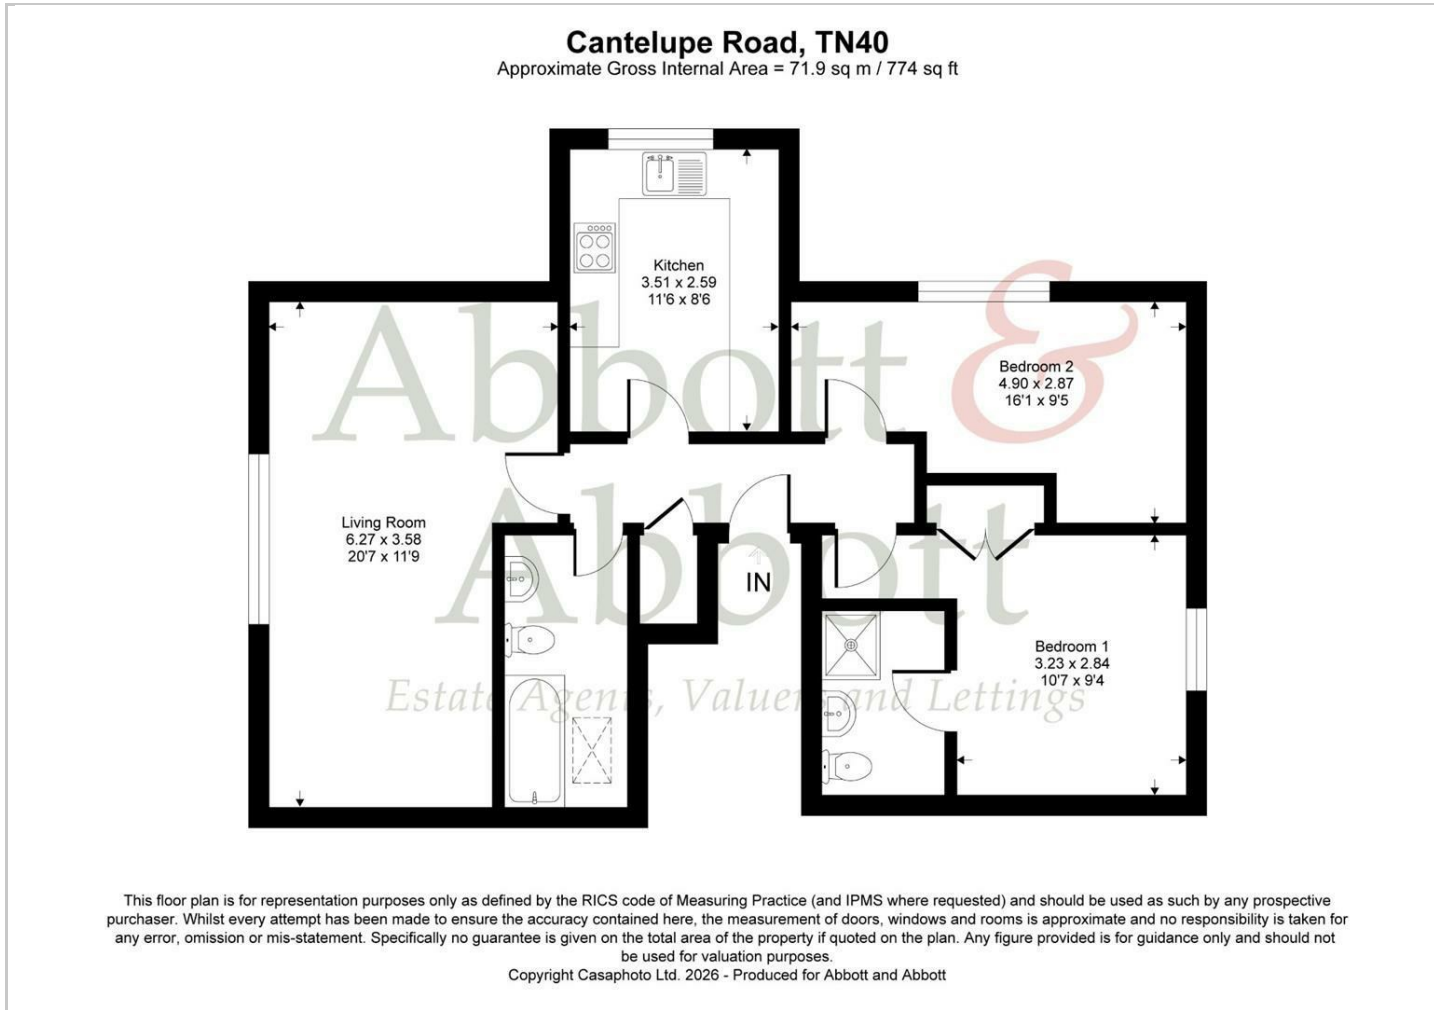 Cantelupe Road, TN40
Approximate Gross Internal Area = 71.9 sq m / 774 sq ft
Kitchen
3.51 x 2.59
11'6 x 8'6
Bedroom 2
4.90 x 2.87
16'1 x 9'5
Abbott &
Living Room
6.27 x 3.58
20'7 x 11'9
Abbott
IN
Bedroom 1
3.23 x 2.84
10'7 x 9'4
Estate Agents, Valuers and Lettings
This floor plan is for representation purposes only as defined by the RICS code of Measuring Practice (and IPMS where requested) and should be used as such by any prospective
purchaser. Whilst every attempt has been made to ensure the accuracy contained here, the measurement of doors, windows and rooms is approximate and no responsibility is taken for
any error, omission or mis-statement. Specifically no guarantee is given on the total area of the property if quoted on the plan. Any figure provided is for guidance only and should not
be used for valuation purposes.
Copyright Casaphoto Ltd. 2026 - Produced for Abbott and Abbott